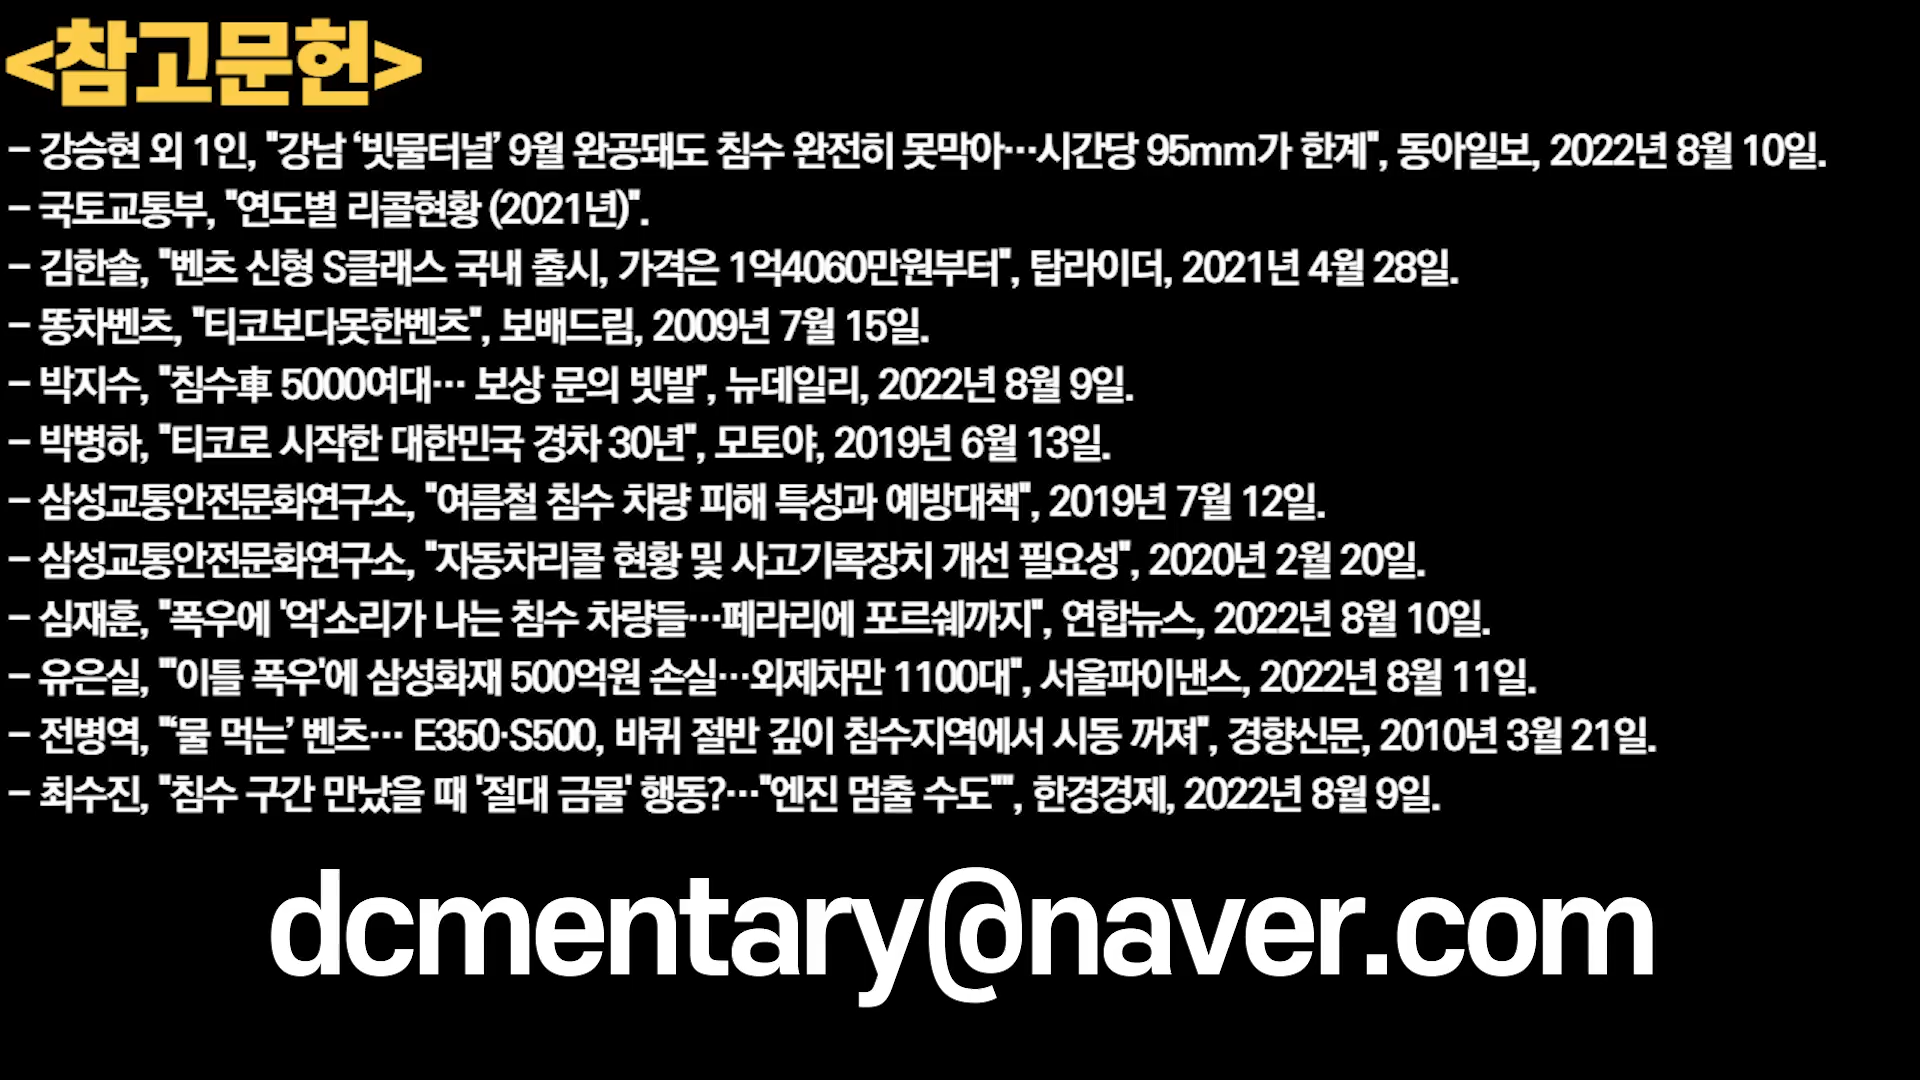 <참고문헌>
- 강승현 외 1인, "강남 ‘빗물터널’ 9월 완공돼도 침수 완전히 못막아…시간당 95mm가 한계", 동아일보, 2022년 8월 10일.
- 국토교통부, "연도별 리콜현황 (2021년)".
- 김한솔, "벤츠 신형 S클래스 국내 출시, 가격은 1억4060만원부터", 탑라이더, 2021년 4월 28일.
- 똥차벤츠, "티코보다못한벤츠", 보배드림, 2009년 7월 15일.
- 박지수, "침수車 5000여대… 보상 문의 빗발", 뉴데일리, 2022년 8월 9일.
- 박병하, "티코로 시작한 대한민국 경차 30년", 모토야, 2019년 6월 13일.
- 삼성교통안전문화연구소, "여름철 침수 차량 피해 특성과 예방대책", 2019년 7월 12일.
- 삼성교통안전문화연구소, "자동차리콜 현황 및 사고기록장치 개선 필요성", 2020년 2월 20일.
- 심재훈, "폭우에 '억'소리가 나는 침수 차량들…페라리에 포르쉐까지", 연합뉴스, 2022년 8월 10일.
- 유은실, "'이틀 폭우'에 삼성화재 500억원 손실…외제차만 1100대", 서울파이낸스, 2022년 8월 11일.
- 전병역, "‘물 먹는’ 벤츠… E350·S500, 바퀴 절반 깊이 침수지역에서 시동 꺼져", 경향신문, 2010년 3월 21일.
- 최수진, "침수 구간 만났을 때 '절대 금물' 행동?…"엔진 멈출 수도"", 한경경제, 2022년 8월 9일.
dcmentary@naver.com